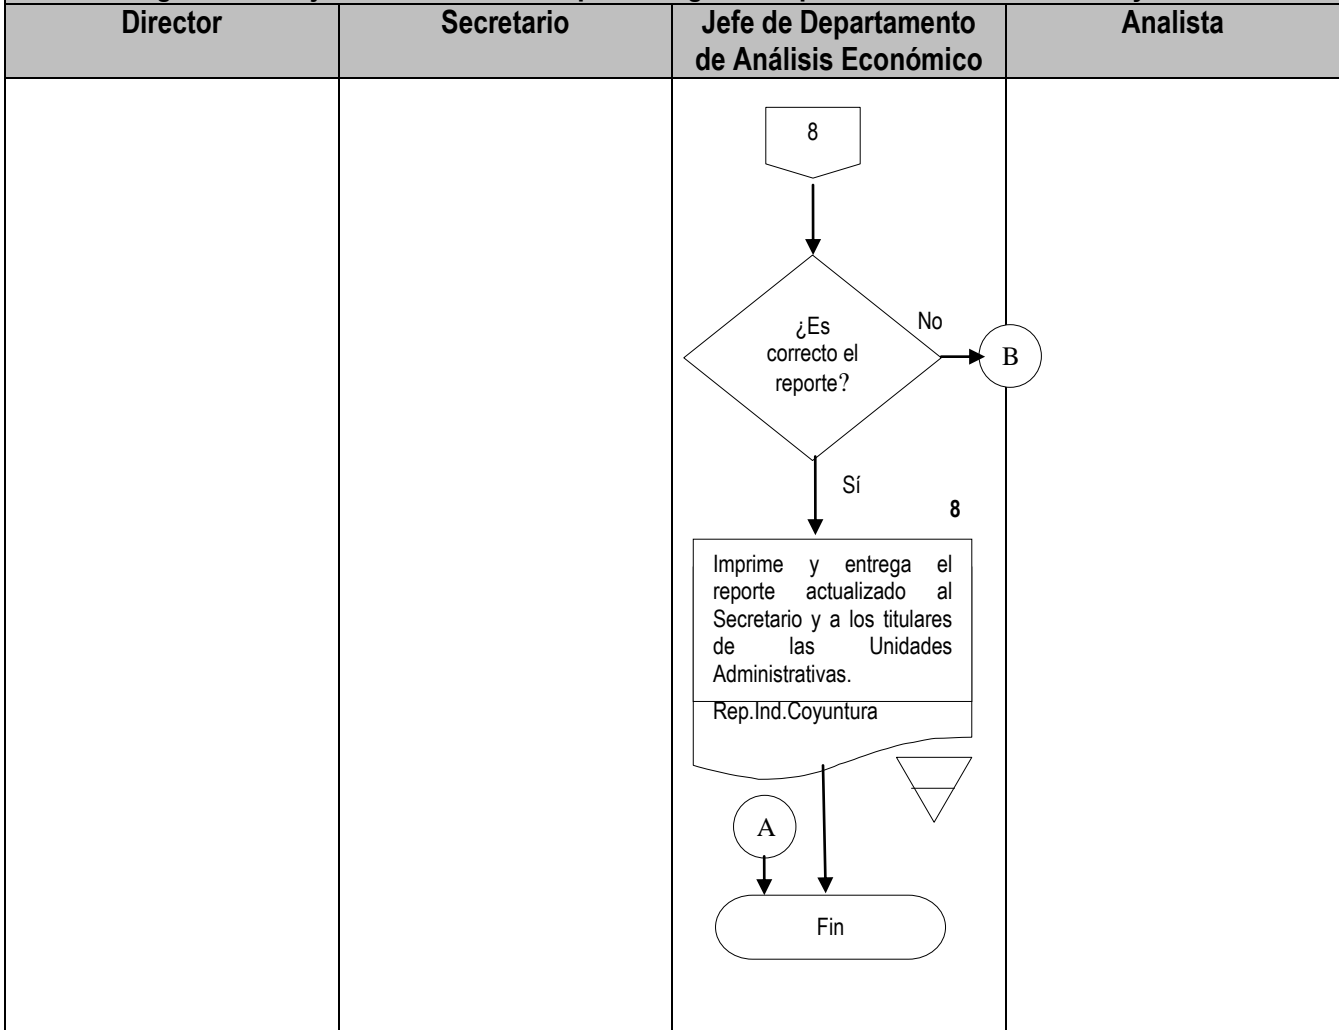 Director
Secretario
Jefe de Departamento
de Análisis Económico
Analista
8
¿Es
correcto el
reporte?
No
B
Sí
8
Imprime y entrega el
reporte actualizado al
Secretario y a los titulares
de las Unidades
Administrativas.
Rep.Ind.Coyuntura
A
Fin